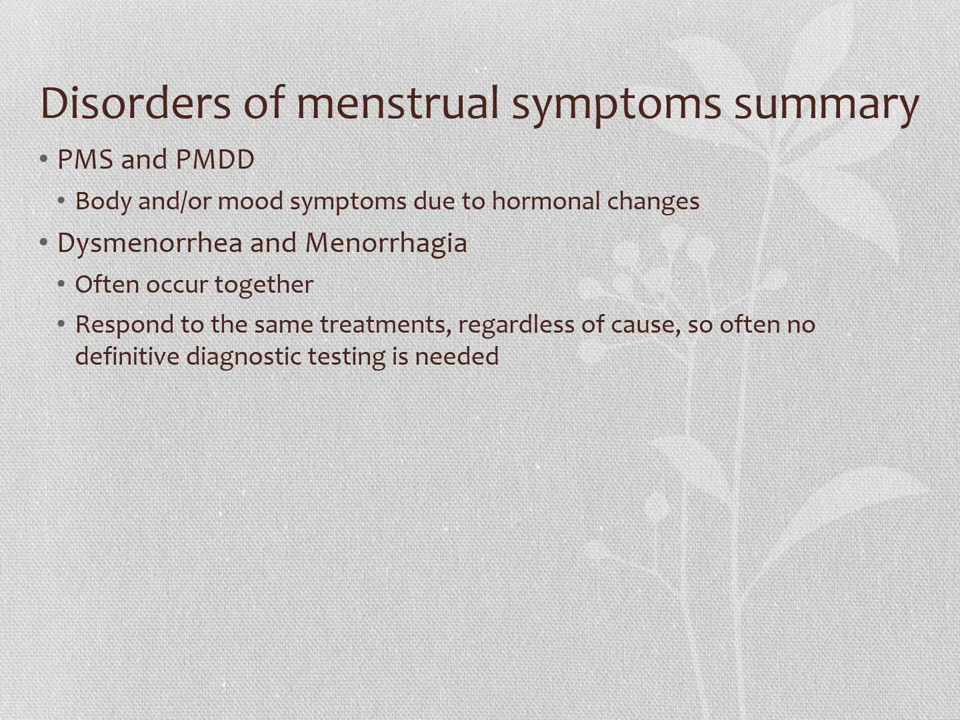 Disorders of menstrual symptoms summary
• PMS and PMDD
• Body and/or mood symptoms due to hormonal changes
• Dysmenorrhea and Menorrhagia
• Often occur together
• Respond to the same treatments, regardless of cause, so often no
definitive diagnostic testing is needed